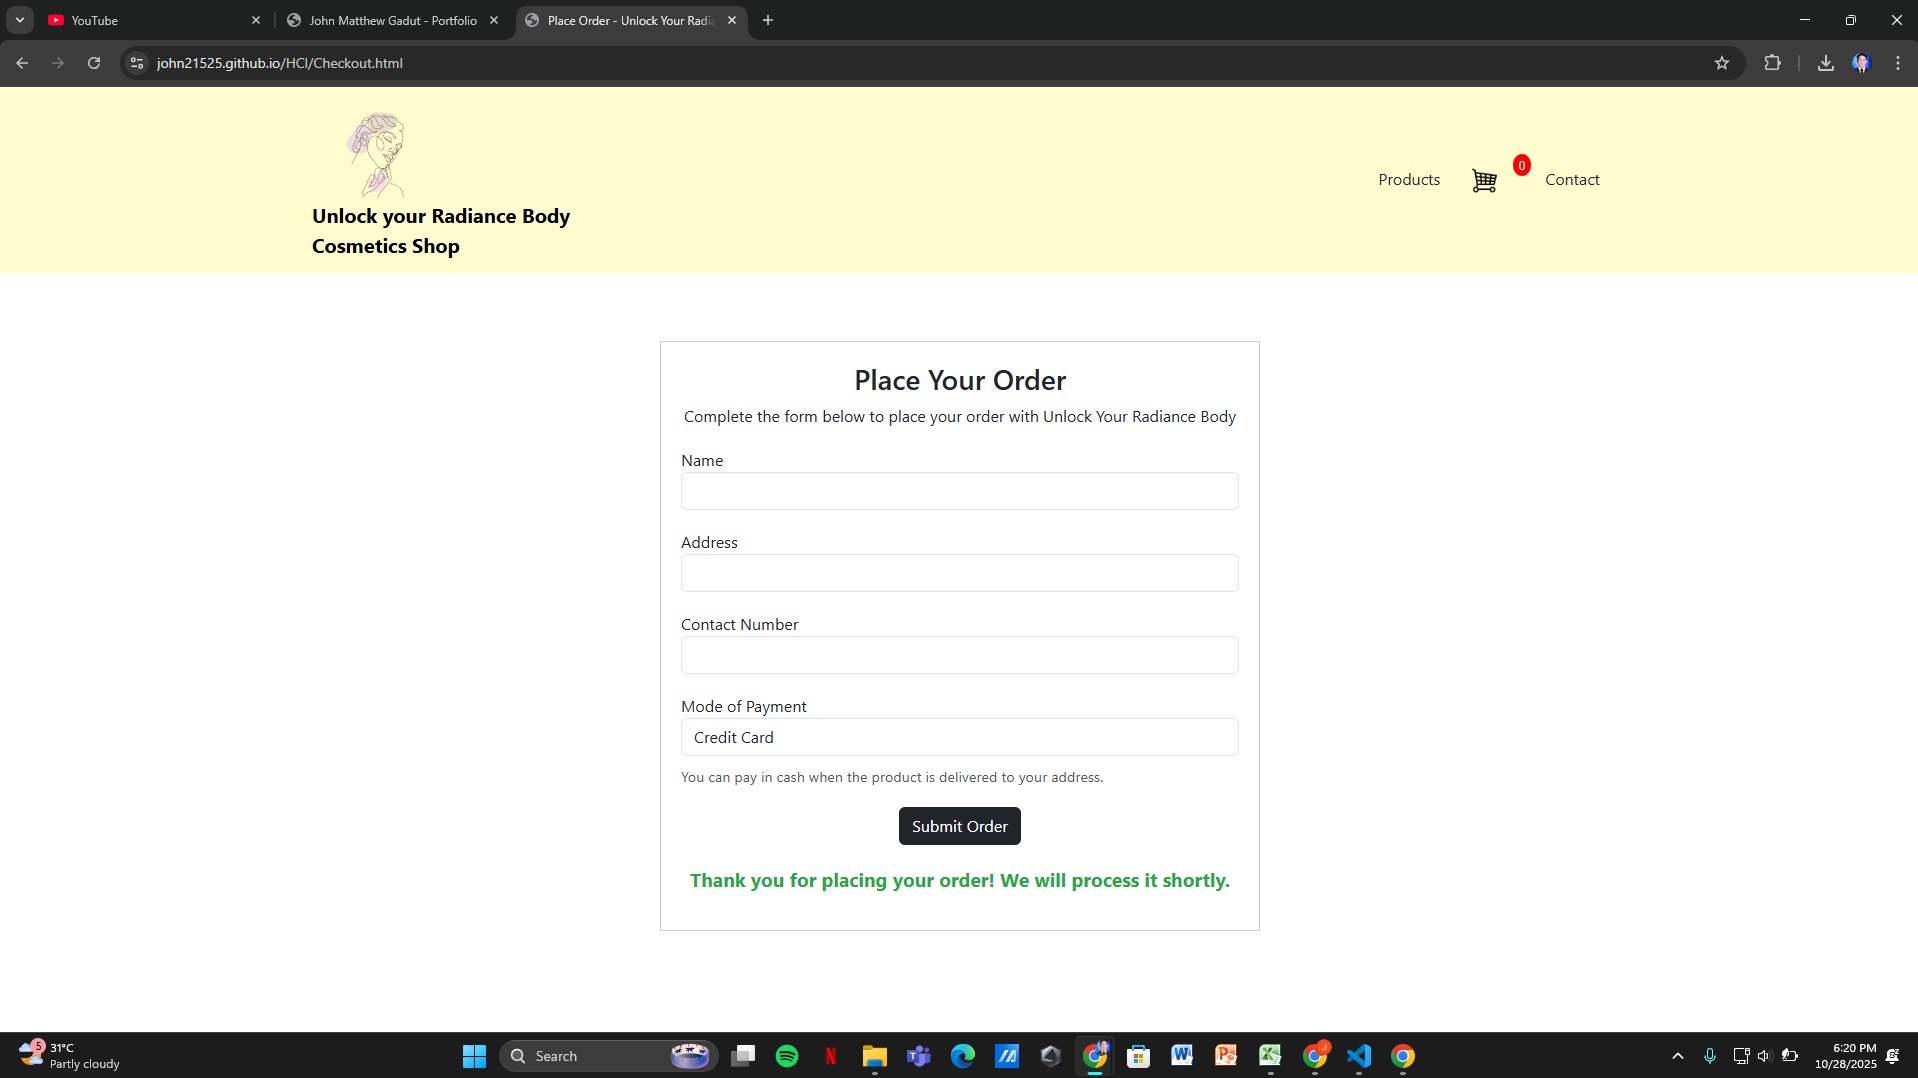 YouTube
John Matthew Gadut - Portfolio
Place Order - Unlock Your Radia
john21525.github.io/HCI/Checkout.html
Unlock your Radiance Body
Cosmetics Shop
Products
0
Contact
Place Your Order
Complete the form below to place your order with Unlock Your Radiance Body
Name
Address
Contact Number
Mode of Payment
Credit Card
You can pay in cash when the product is delivered to your address.
Submit Order
Thank you for placing your order! We will process it shortly.
5
31°C
Partly cloudy
Search
6:20 PM
10/28/2025